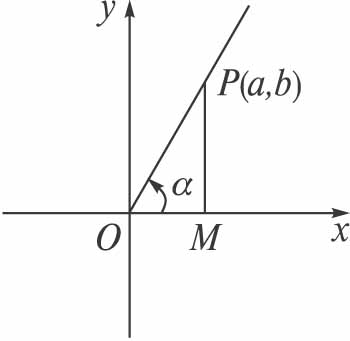 y
P(a,b)
α
O M x